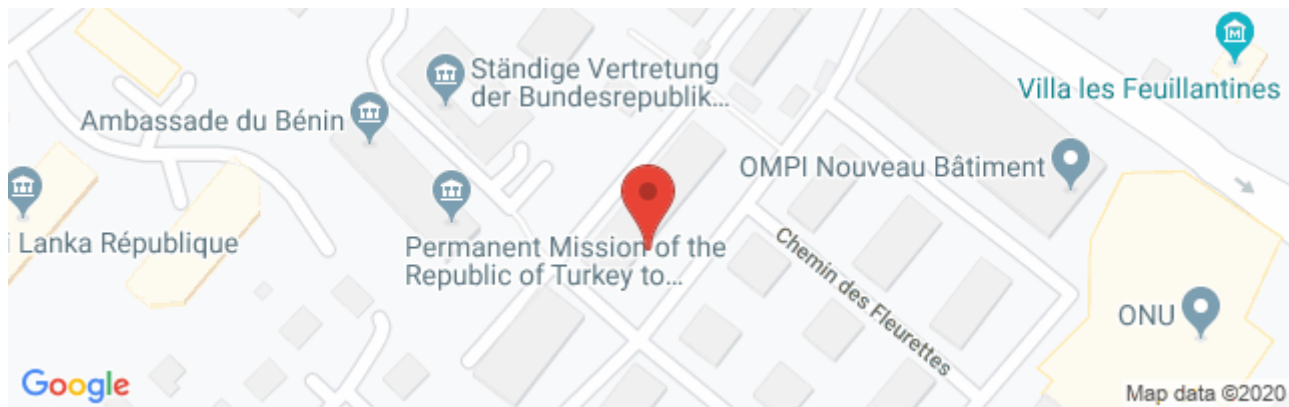 Ständige Vertretung
der Bundesrepublik...
Villa les Feuillantines
Ambassade du Bénin
OMPI Nouveau Bâtiment
i Lanka République
Permanent Mission of the
Republic of Turkey to...
Chemin des Fleurettes
ONU
Google
Map data ©2020